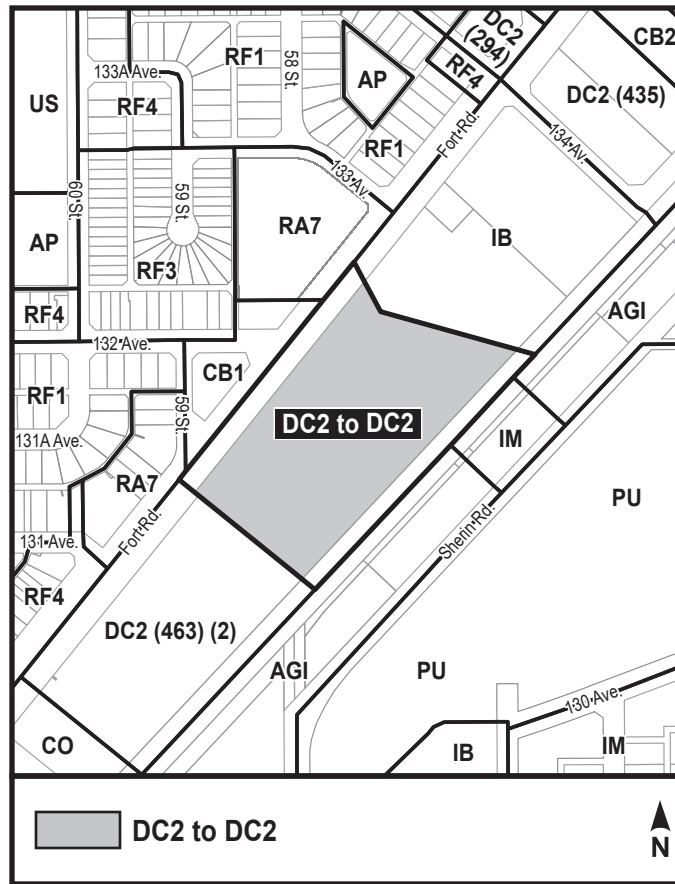 DC2
(294)
CB2
RF1
58 St.
133A Ave.
AP
RF4
DC2 (435)
US
RF4
Fort Rd.
134 Av.
RF1
133 Av.
60 St.
59 St.
RA7
IB
AP
RF3
RF4
AGI
132 Ave.
CB1
RF1
59 St.
DC2 to DC2
131A Ave.
IM
RA7
PU
Fort Rd.
Sherin Rd.
131 Ave.
RF4
DC2 (463) (2)
AGI
PU
130 Ave.
CO
IB
IM
DC2 to DC2
N